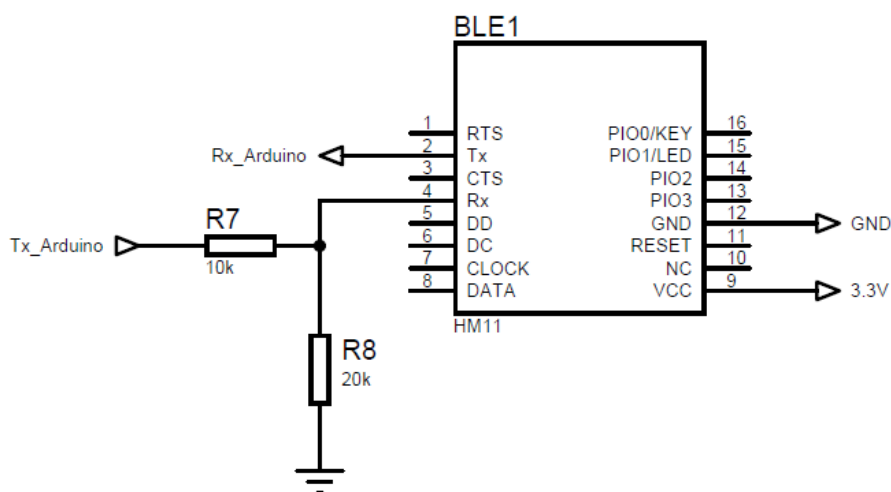 BLE1
1 RTS PIO0/KEY 16
Rx_Arduino 2 Tx PIO1/LED 15
3 CTS PIO2 14
4 Rx PIO3 13
R7 5 DD GND 12 GND
Tx_Arduino 6 DC RESET 11
10k 7 CLOCK NC 10
8 DATA VCC 9 3.3V
HM11
R8
20k